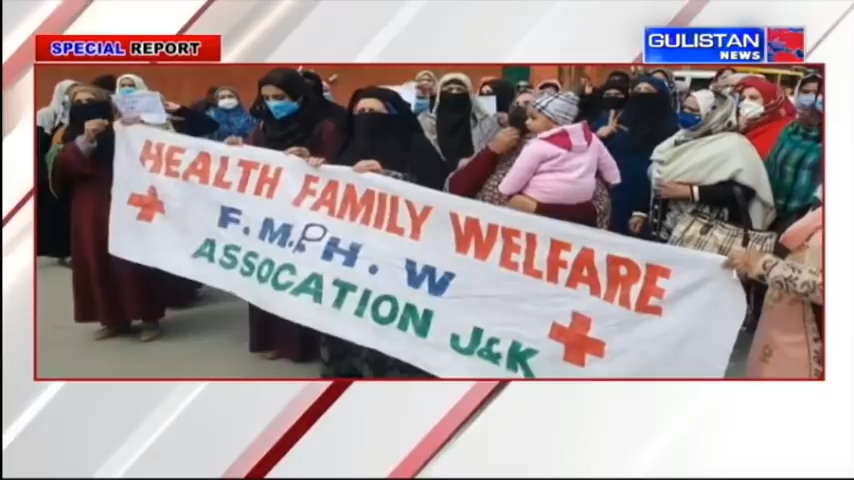 SPECIAL REPORT
GULISTAN
NEWS
HEALTH FAMILY WELFARE
F.M.PH.W
ASSOCATION J&K